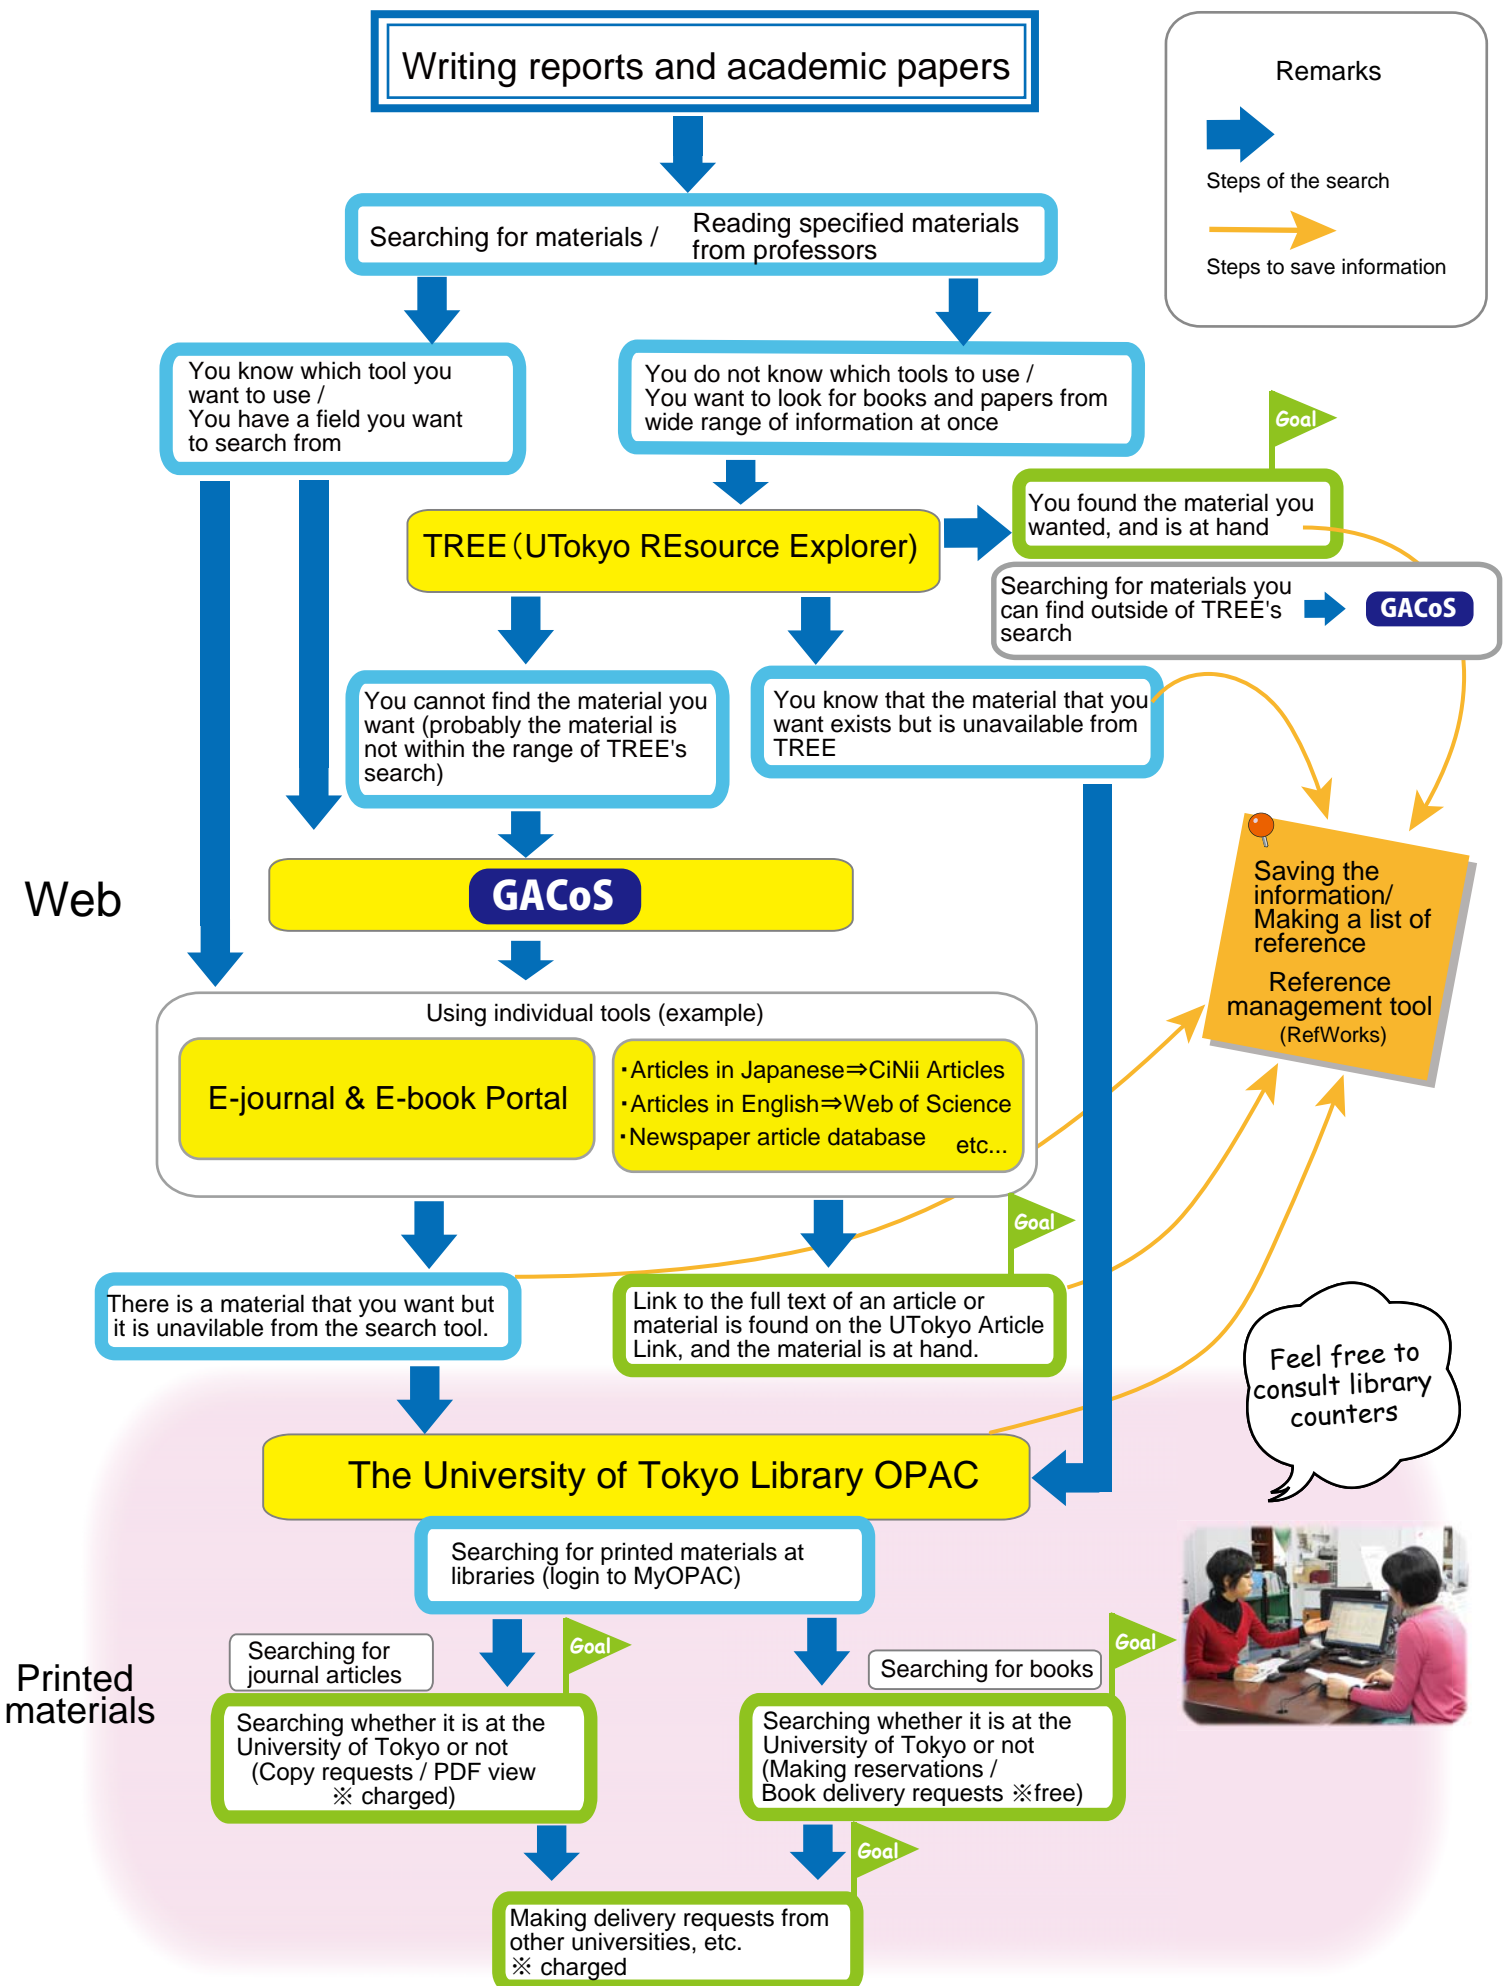 Writing reports and academic papers
Remarks
Steps of the search
Steps to save information
Searching for materials /
Reading specified materials
from professors
You know which tool you
want to use /
You have a field you want
to search from
You do not know which tools to use /
You want to look for books and papers from
wide range of information at once
Goal
You found the material you
wanted, and is at hand
TREE（UTokyo REsource Explorer)
Searching for materials you
can find outside of TREE's
search
GACoS
You cannot find the material you
want (probably the material is
not within the range of TREE's
search)
You know that the material that you
want exists but is unavailable from
TREE
Web
GACoS
Saving the
information/
Making a list of
reference
Reference
management tool
(RefWorks)
Using individual tools (example)
E-journal & E-book Portal
・Articles in Japanese⇒CiNii Articles
・Articles in English⇒Web of Science
・Newspaper article database etc...
Goal
There is a material that you want but
it is unavilable from the search tool.
Link to the full text of an article or
material is found on the UTokyo Article
Link, and the material is at hand.
Feel free to
consult library
counters
The University of Tokyo Library OPAC
Searching for printed materials at
libraries (login to MyOPAC)
Printed
materials
Searching for
journal articles
Goal
Searching for books
Goal
Searching whether it is at the
University of Tokyo or not
(Copy requests / PDF view
※ charged)
Searching whether it is at the
University of Tokyo or not
(Making reservations /
Book delivery requests ※free)
Goal
Making delivery requests from
other universities, etc.
※ charged